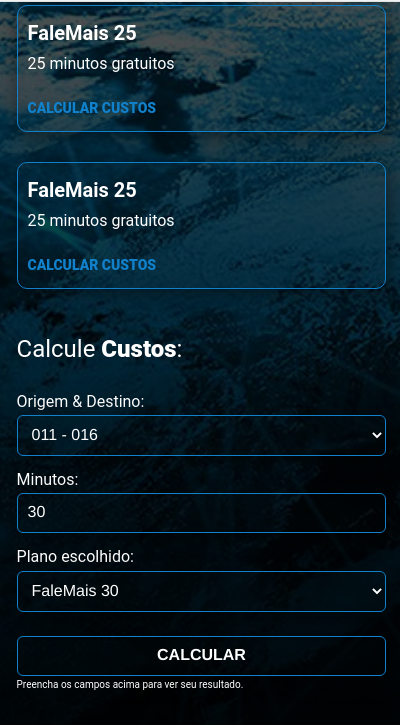 FaleMais 25
25 minutos gratuitos
CALCULAR CUSTOS
FaleMais 25
25 minutos gratuitos
CALCULAR CUSTOS
Calcule Custos:
Origem & Destino:
011 - 016
Minutos:
30
Plano escolhido:
FaleMais 30
CALCULAR
Preencha os campos acima para ver seu resultado.